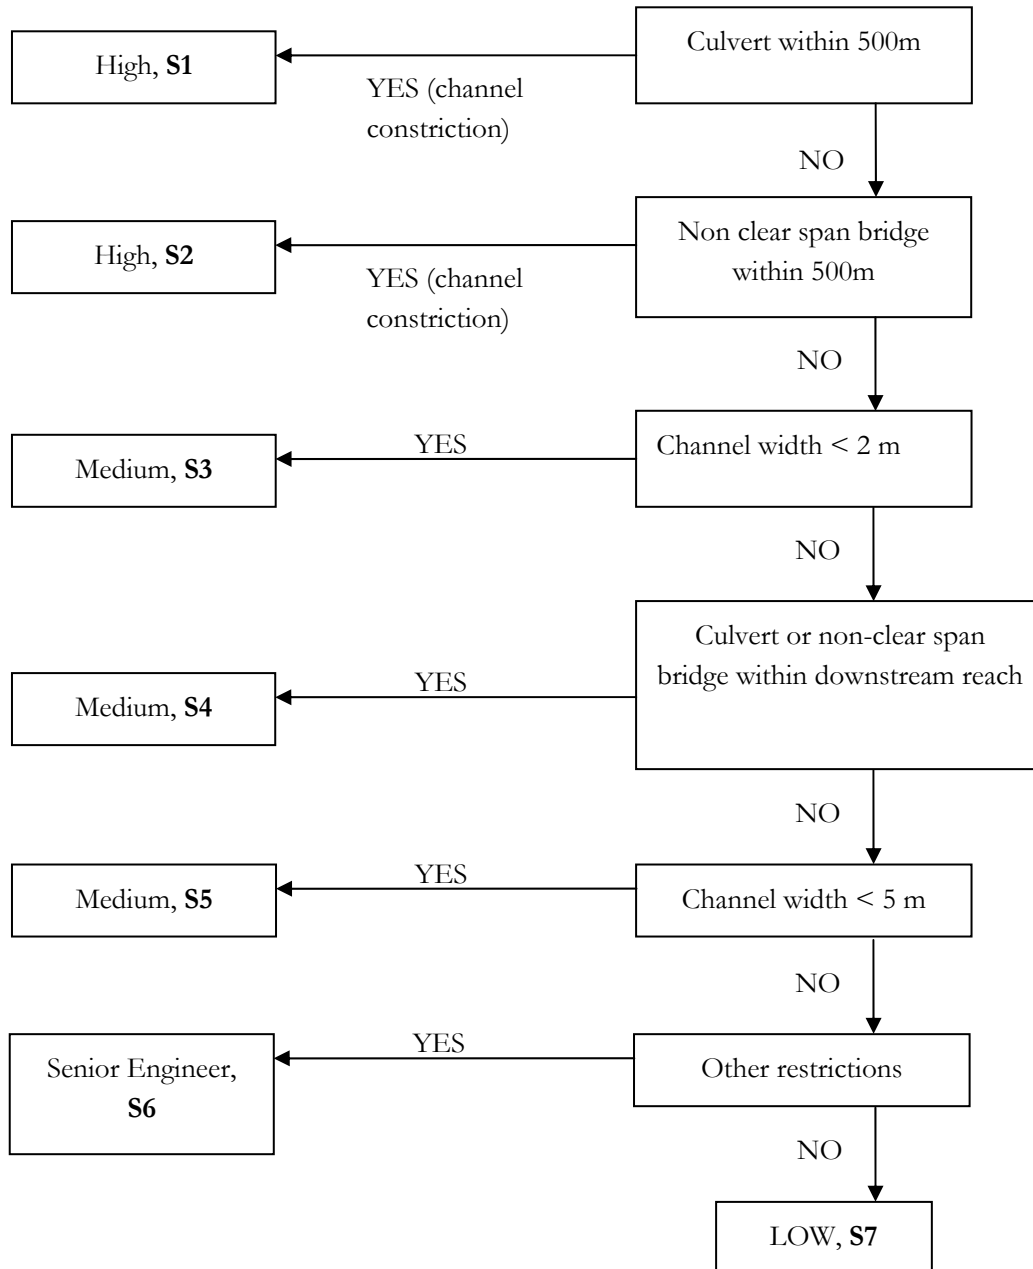 Culvert within 500m
High, S1
YES (channel
constriction)
NO
Non clear span bridge
within 500m
High, S2
YES (channel
constriction)
NO
Channel width < 2 m
YES
Medium, S3
NO
Culvert or non-clear span
bridge within downstream reach
YES
Medium, S4
NO
Channel width < 5 m
YES
Medium, S5
NO
Other restrictions
YES
Senior Engineer,
S6
NO
LOW, S7